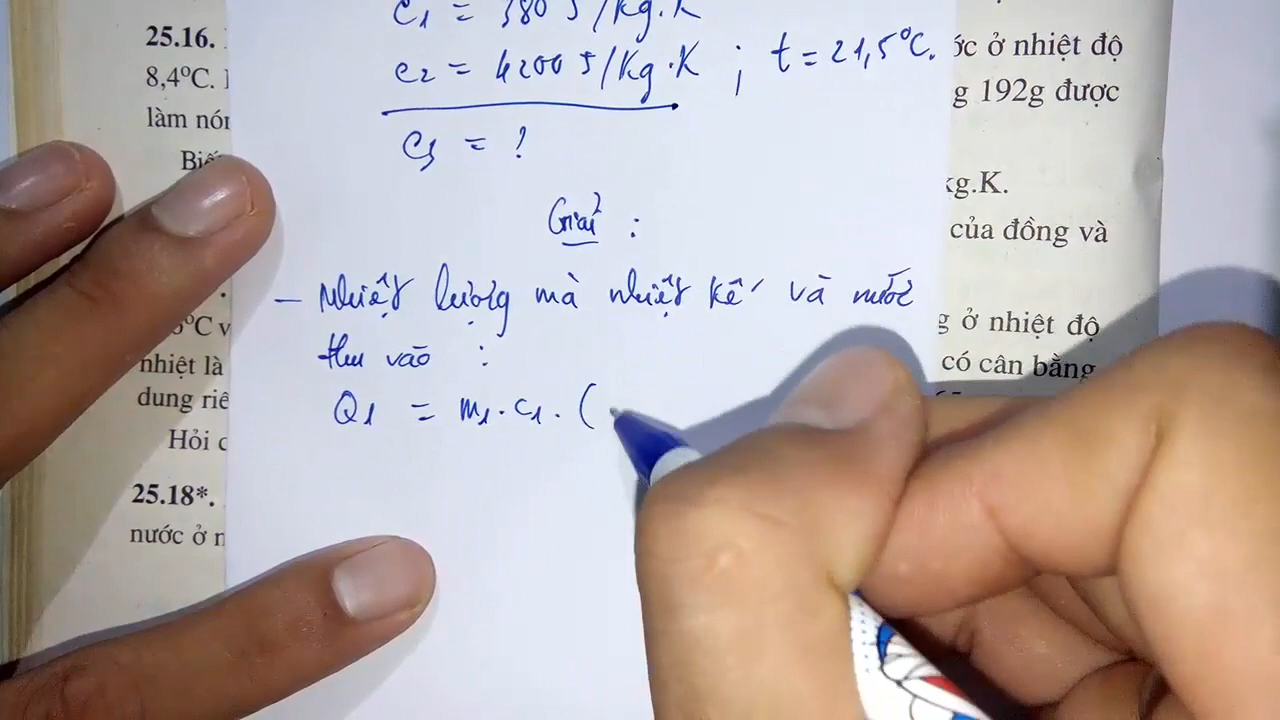 c1 = 380 J/kg.K
25.16.
c2 = 4200 J/kg.K ; t = 21,5°C.
ớc ở nhiệt độ
8,4°C.
g 192g được
làm nón
c3 = ?
kg.K.
Giải :
của đồng và
- Nhiệt lượng mà nhiệt kế và nước
°C v
g ở nhiệt độ
thu vào :
nhiệt là
có cân bằng
dung riê
Q1 = m1.c1. (
Hỏi c
25.18*.
nước ở n